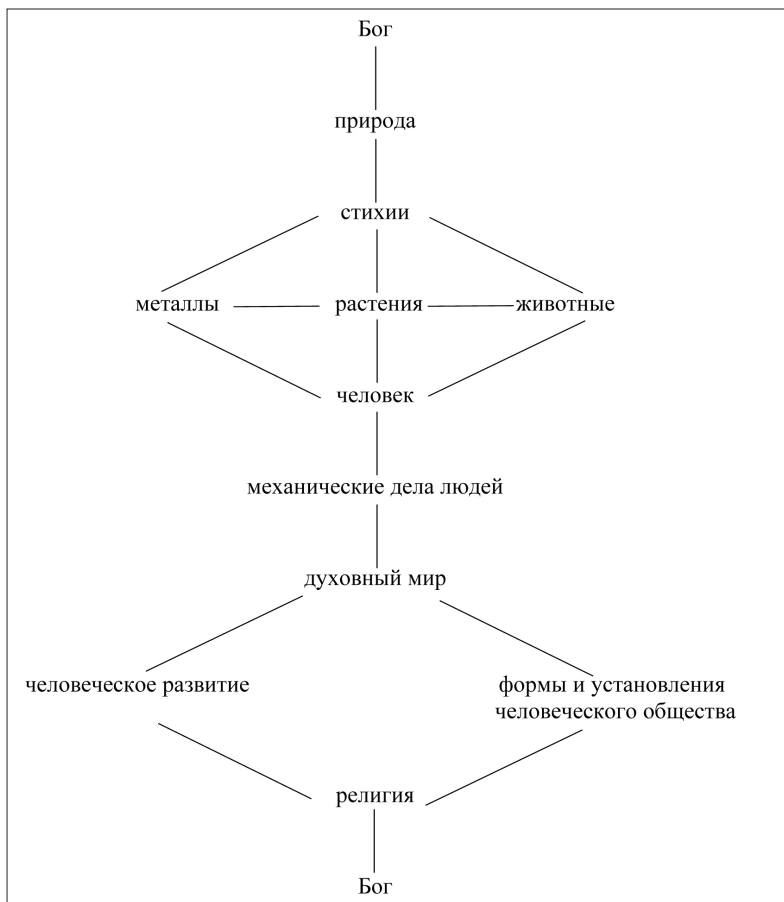 Бог
природа
стихии
металлы растения животные
человек
механические дела людей
духовный мир
человеческое развитие формы и установления
человеческого общества
религия
Бог